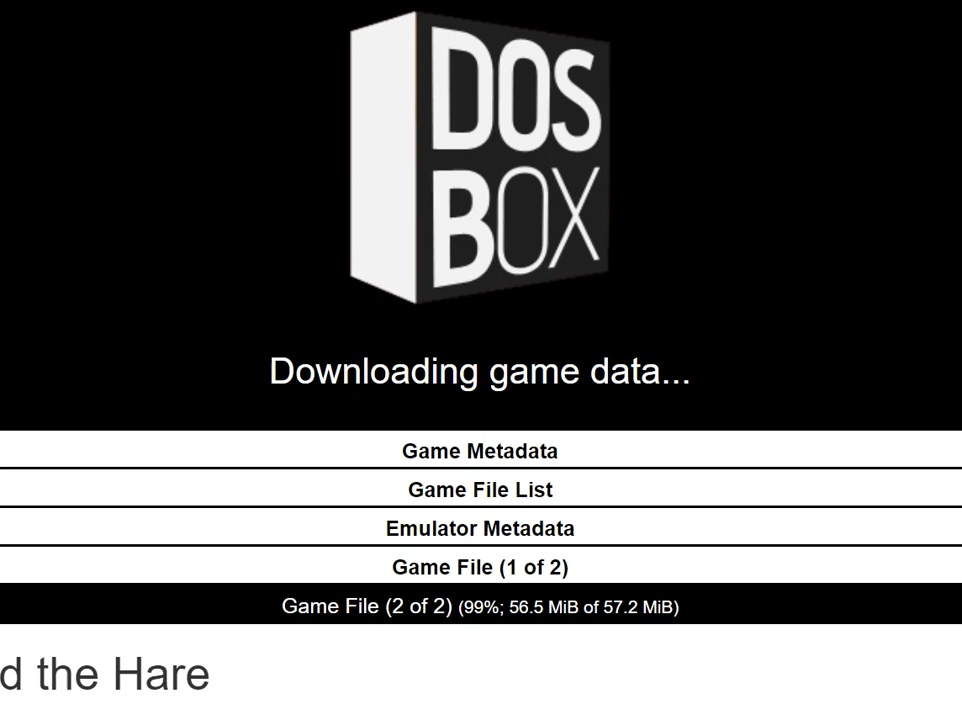 DOS
BOX
Downloading game data...
Game Metadata
Game File List
Emulator Metadata
Game File (1 of 2)
Game File (2 of 2) (99%; 56.5 MiB of 57.2 MiB)
d the Hare